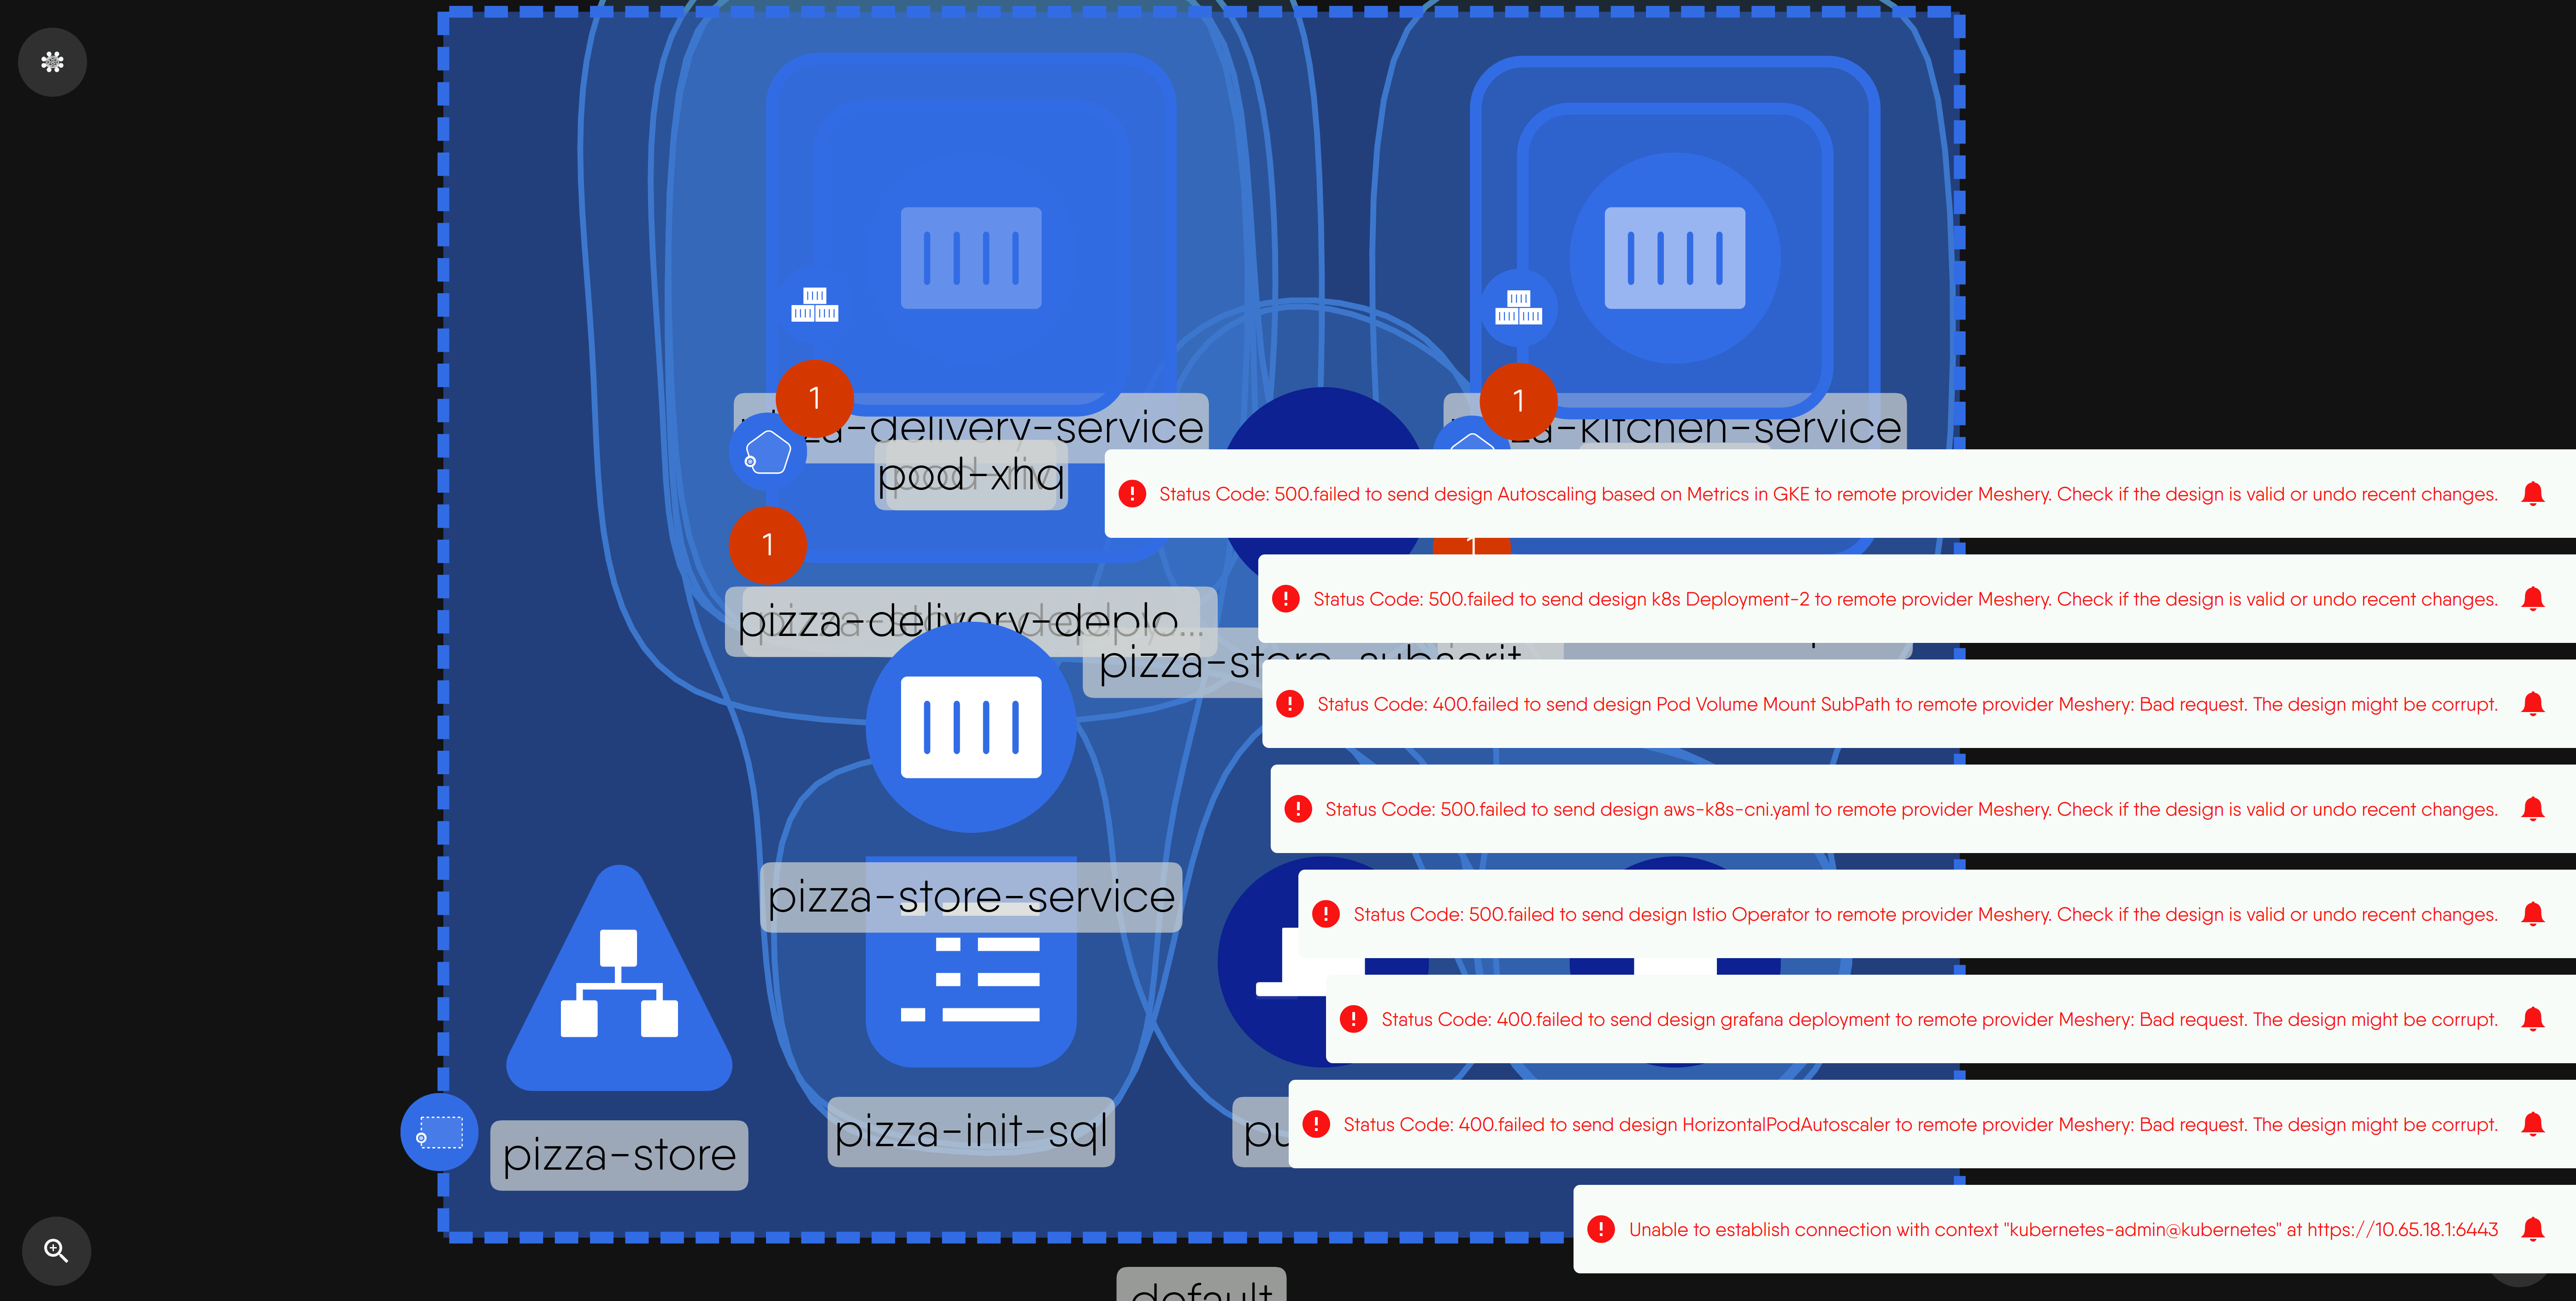 1
1
-delivery-service
-kitchen-service
Status Code: 500.failed to send design Autoscaling based on Metrics in GKE to remote provider Meshery. Check if the design is valid or undo recent changes.
1
1
Status Code: 500.failed to send design k8s Deployment-2 to remote provider Meshery. Check if the design is valid or undo recent changes.
pizza-delivery-deplo...
pizza-store-subscrit
Status Code: 400.failed to send design Pod Volume Mount SubPath to remote provider Meshery: Bad request. The design might be corrupt.
Status Code: 500.failed to send design aws-k8s-cni.yaml to remote provider Meshery. Check if the design is valid or undo recent changes.
pizza-store-service
Status Code: 500.failed to send design Istio Operator to remote provider Meshery. Check if the design is valid or undo recent changes.
Status Code: 400.failed to send design grafana deployment to remote provider Meshery: Bad request. The design might be corrupt.
Status Code: 400.failed to send design HorizontalPodAutoscaler to remote provider Meshery: Bad request. The design might be corrupt.
pizza-init-sql
pu
pizza-store
Unable to establish connection with context "kubernetes-admin@kubernetes" at https://10.65.18.1:6443
default